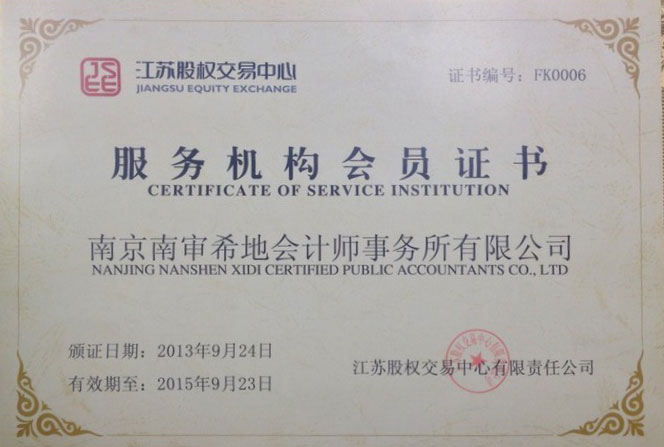 JSEE
江苏股权交易中心
JIANGSU EQUITY EXCHANGE
证书编号：FK0006
服务机构会员证书
CERTIFICATE OF SERVICE INSTITUTION
南京南审希地会计师事务所有限公司
NANJING NANSHEN XIDI CERTIFIED PUBLIC ACCOUNTANTS CO., LTD
颁证日期：2013年9月24日
有效期至：2015年9月23日
江苏股权交易中心有限责任公司